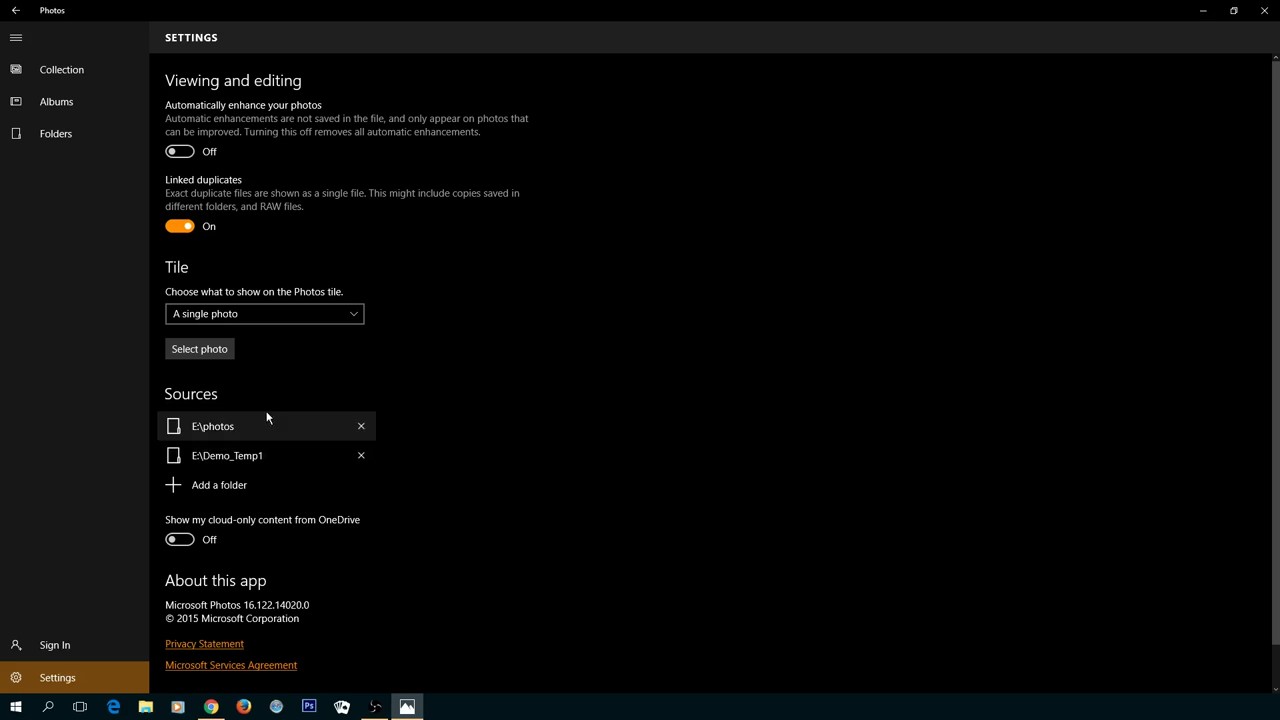 Photos
SETTINGS
Collection
Albums
Folders
Viewing and editing
Automatically enhance your photos
Automatic enhancements are not saved in the file, and only appear on photos that
can be improved. Turning this off removes all automatic enhancements.
Off
Linked duplicates
Exact duplicate files are shown as a single file. This might include copies saved in
different folders, and RAW files.
On
Tile
Choose what to show on the Photos tile.
A single photo
Select photo
Sources
E:\photos
E:\Demo_Temp1
Add a folder
Show my cloud-only content from OneDrive
Off
About this app
Microsoft Photos 16.122.14020.0
© 2015 Microsoft Corporation
Privacy Statement
Microsoft Services Agreement
Sign In
Settings
Ps